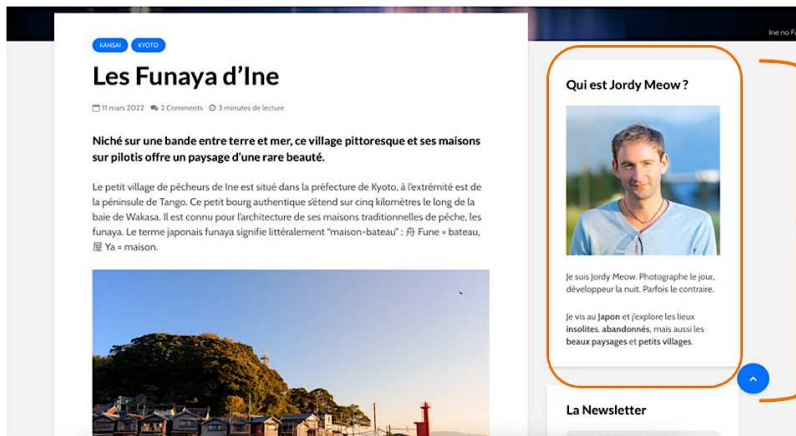 KANSAI KYOTO
Les Funaya d'Ine
11 mars 2022 2 Comments 3 minutes de lecture
Niché sur une bande entre terre et mer, ce village pittoresque et ses maisons
sur pilotis offre un paysage d'une rare beauté.
Le petit village de pêcheurs de Ine est situé dans la préfecture de Kyoto, à l'extrémité est de
la péninsule de Tango. Ce petit bourg authentique s'étend sur cinq kilomètres le long de la
baie de Wakasa. Il est connu pour l'architecture de ses maisons traditionnelles de pêche, les
funaya. Le terme japonais funaya signifie littéralement "maison-bateau" : 舟 Fune = bateau,
屋 Ya = maison.
Ine no F
Qui est Jordy Meow ?
Je suis Jordy Meow. Photographe le jour,
développeur la nuit. Parfois le contraire.
Je vis au Japon et j'explore les lieux
insolites, abandonnés, mais aussi les
beaux paysages et petits villages.
La Newsletter